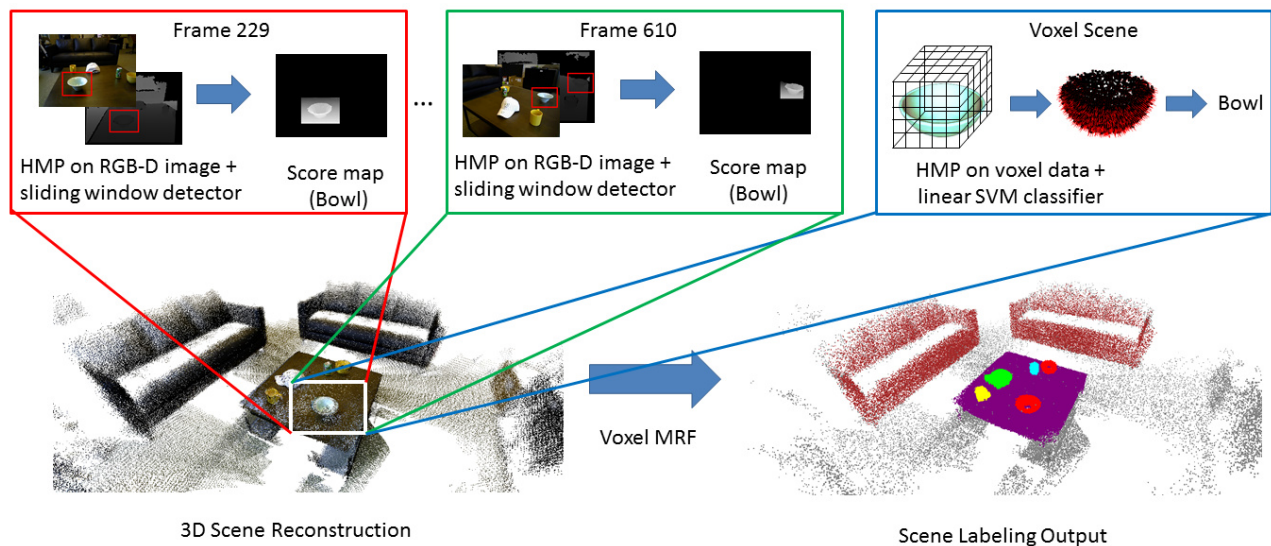 Frame 229
HMP on RGB-D image +
sliding window detector
Score map
(Bowl)
...
Frame 610
HMP on RGB-D image +
sliding window detector
Score map
(Bowl)
Voxel Scene
Bowl
HMP on voxel data +
linear SVM classifier
Voxel MRF
3D Scene Reconstruction
Scene Labeling Output